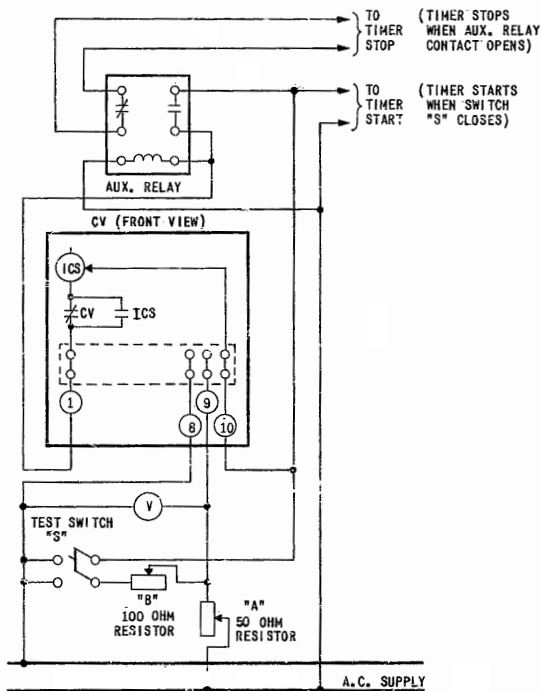 TO (TIMER STOPS
TIMER WHEN AUX. RELAY
STOP CONTACT OPENS)
TO (TIMER STARTS
TIMER WHEN SWITCH
START "S" CLOSES)
AUX. RELAY
CV (FRONT VIEW)
ICS
CV ICS
1
8
9
10
V
TEST SWITCH
"S"
"B"
100 OHM
RESISTOR
"A"
50 OHM
RESISTOR
A.C. SUPPLY